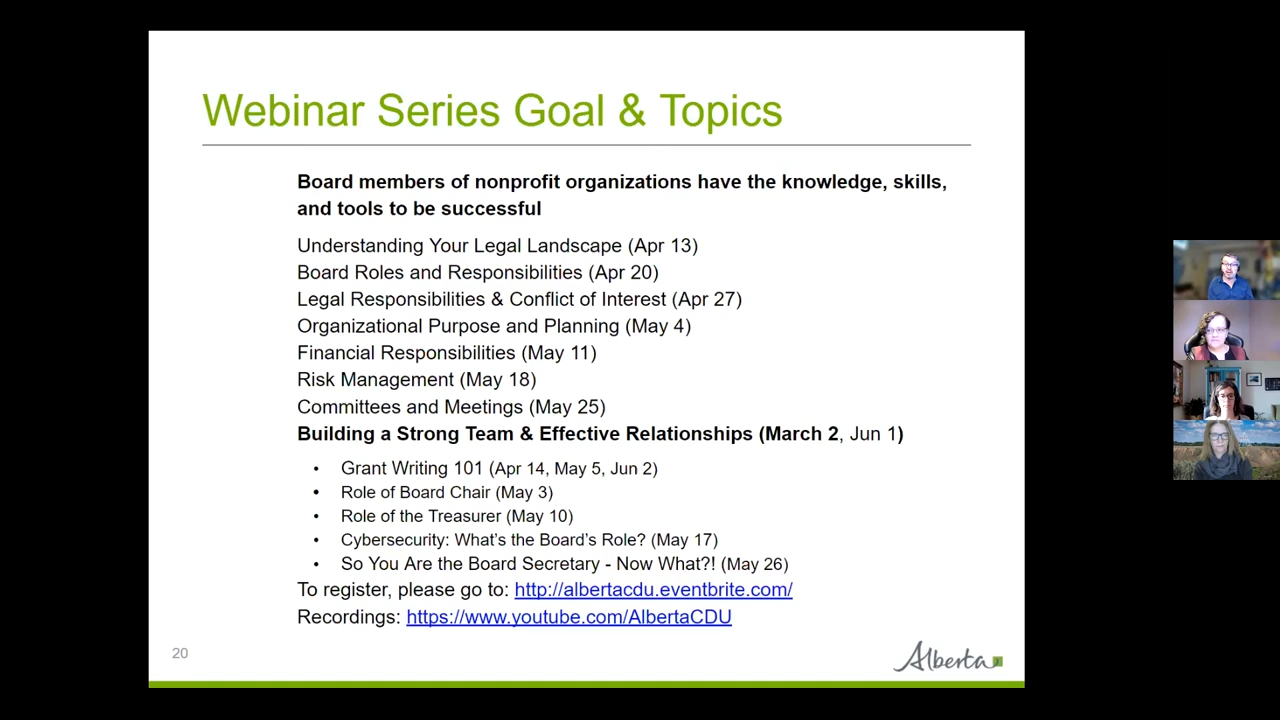 Webinar Series Goal & Topics
Board members of nonprofit organizations have the knowledge, skills,
and tools to be successful
Understanding Your Legal Landscape (Apr 13)
Board Roles and Responsibilities (Apr 20)
Legal Responsibilities & Conflict of Interest (Apr 27)
Organizational Purpose and Planning (May 4)
Financial Responsibilities (May 11)
Risk Management (May 18)
Committees and Meetings (May 25)
Building a Strong Team & Effective Relationships (March 2, Jun 1)
• Grant Writing 101 (Apr 14, May 5, Jun 2)
• Role of Board Chair (May 3)
• Role of the Treasurer (May 10)
• Cybersecurity: What's the Board's Role? (May 17)
• So You Are the Board Secretary - Now What?! (May 26)
To register, please go to: http://albertacdu.eventbrite.com/
Recordings: https://www.youtube.com/AlbertaCDU
20
Alberta